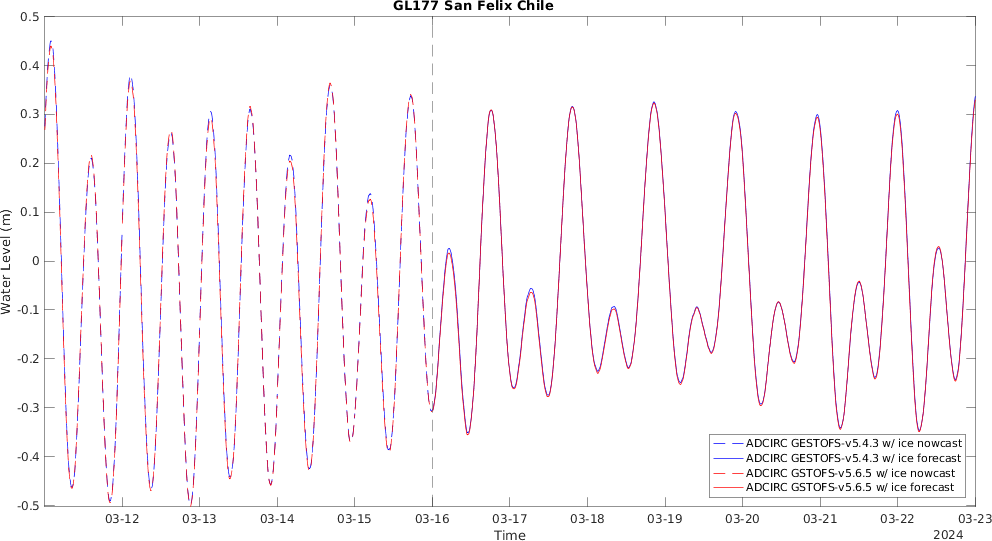 GL177 San Felix Chile
0.5
0.4
0.3
0.2
0.1
0
-0.1
-0.2
-0.3
-0.4
-0.5
Water Level (m)
ADCIRC GESTOFS-v5.4.3 w/ ice nowcast
ADCIRC GESTOFS-v5.4.3 w/ ice forecast
ADCIRC GSTOFS-v5.6.5 w/ ice nowcast
ADCIRC GSTOFS-v5.6.5 w/ ice forecast
03-12 03-13 03-14 03-15 03-16 03-17 03-18 03-19 03-20 03-21 03-22 03-23
Time
2024